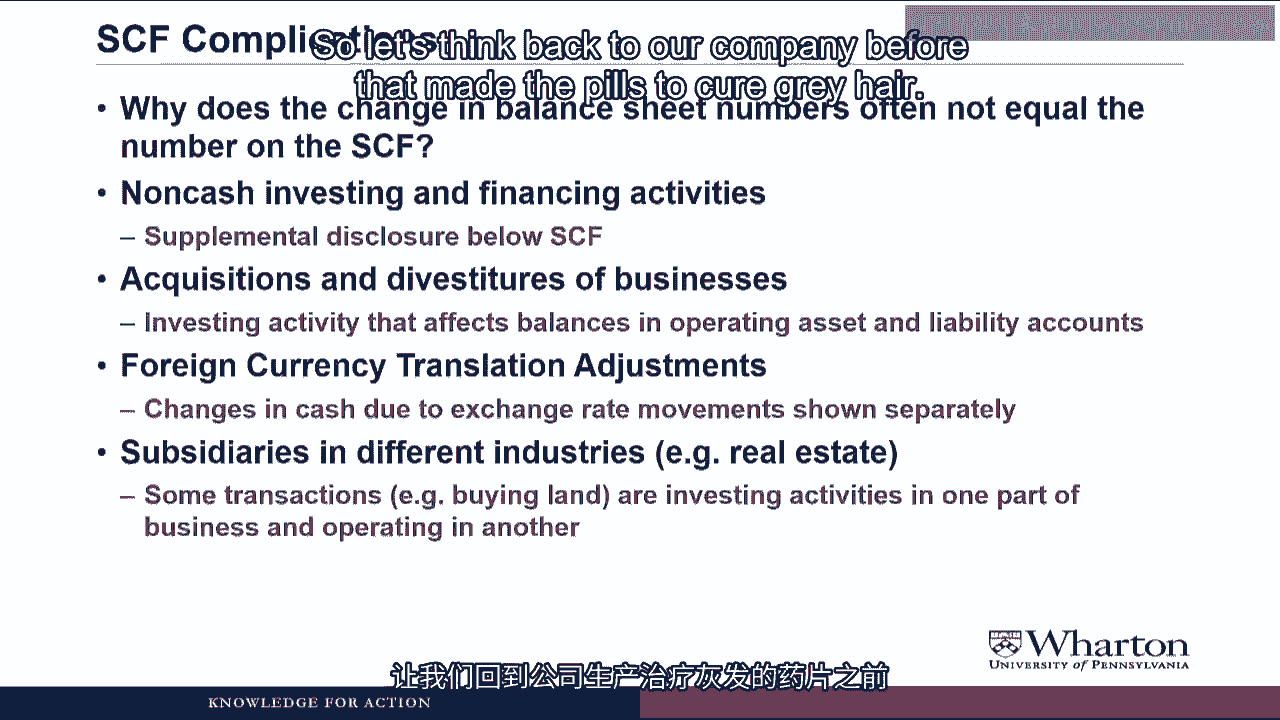 SCF Complications
So let's think back to our company before
that made the pills to cure grey hair.
• Why does the change in balance sheet numbers often not equal the
number on the SCF?
• Noncash investing and financing activities
– Supplemental disclosure below SCF
• Acquisitions and divestitures of businesses
– Investing activity that affects balances in operating asset and liability accounts
• Foreign Currency Translation Adjustments
– Changes in cash due to exchange rate movements shown separately
• Subsidiaries in different industries (e.g. real estate)
– Some transactions (e.g. buying land) are investing activities in one part of
business and operating in another
Wharton
UNIVERSITY of PENNSYLVANIA
让我们回到公司生产治疗灰发的药片之前
KNOWLEDGE FOR ACTION